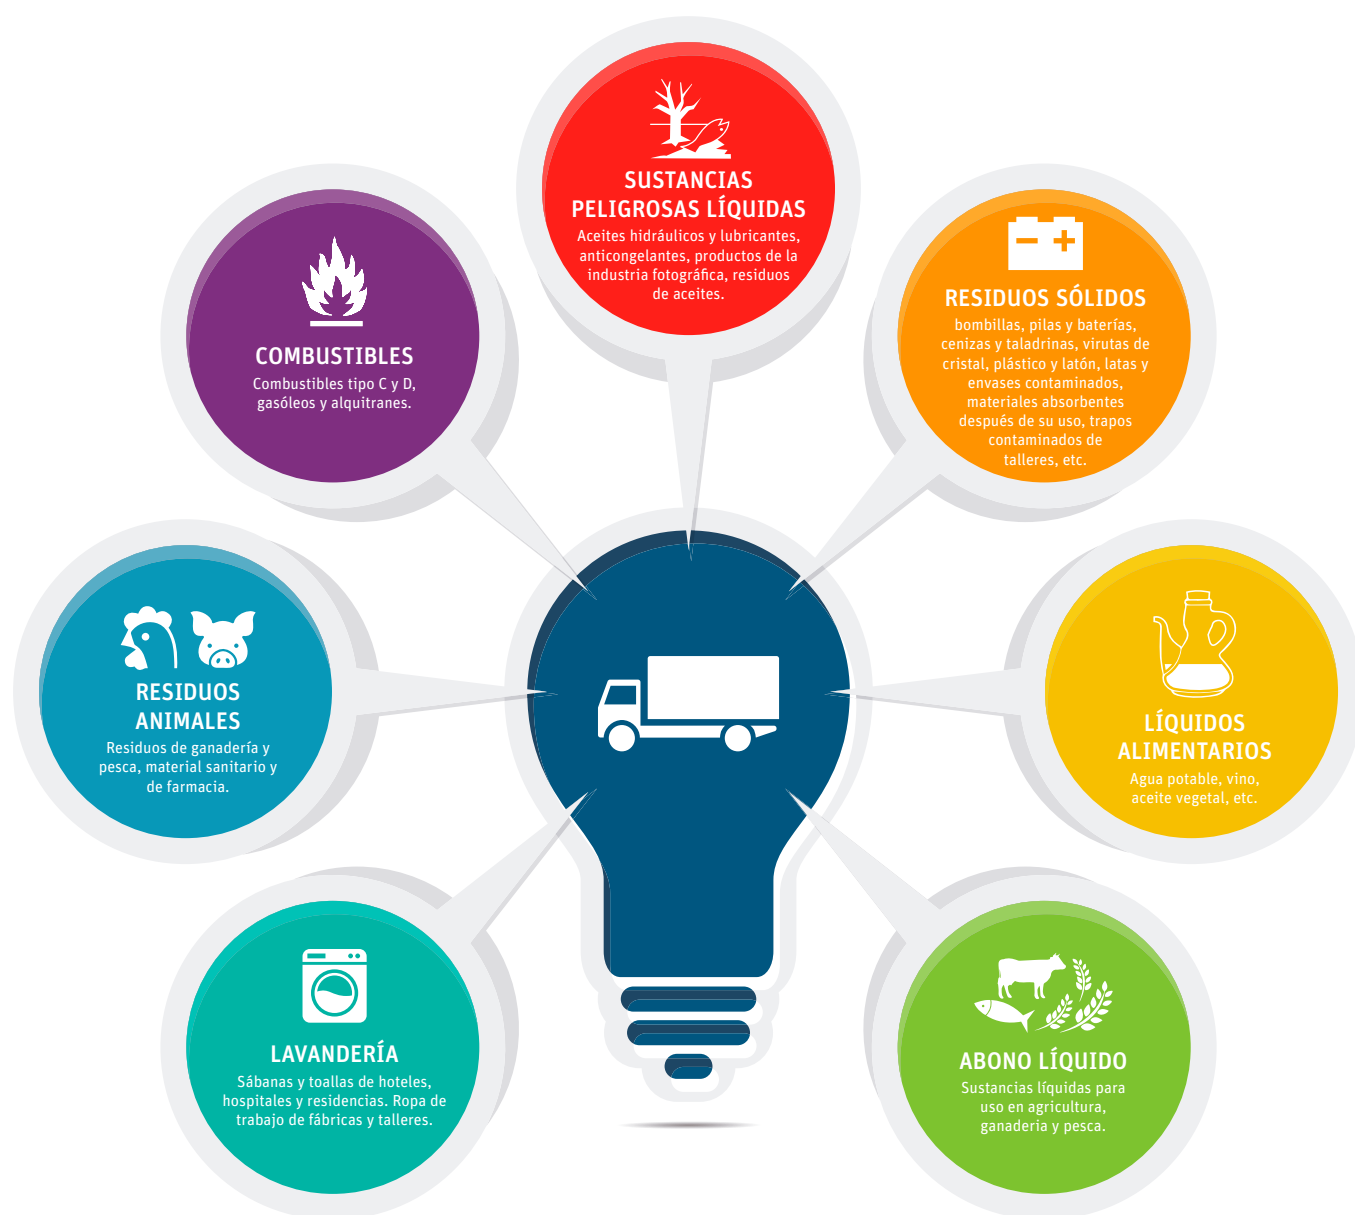 SUSTANCIAS
PELIGROSAS LÍQUIDAS
Aceites hidráulicos y lubricantes,
anticongelantes, productos de la
industria fotográfica, residuos
de aceites.
COMBUSTIBLES
Combustibles tipo C y D,
gasóleos y alquitranes.
RESIDUOS SÓLIDOS
bombillas, pilas y baterías,
cenizas y taladrinas, virutas de
cristal, plástico y latón, latas y
envases contaminados,
materiales absorbentes
después de su uso, trapos
contaminados de
talleres, etc.
RESIDUOS
ANIMALES
Residuos de ganadería y
pesca, material sanitario y
de farmacia.
LÍQUIDOS
ALIMENTARIOS
Agua potable, vino,
aceite vegetal, etc.
LAVANDERÍA
Sábanas y toallas de hoteles,
hospitales y residencias. Ropa de
trabajo de fábricas y talleres.
ABONO LÍQUIDO
Sustancias líquidas para
uso en agricultura,
ganaderia y pesca.